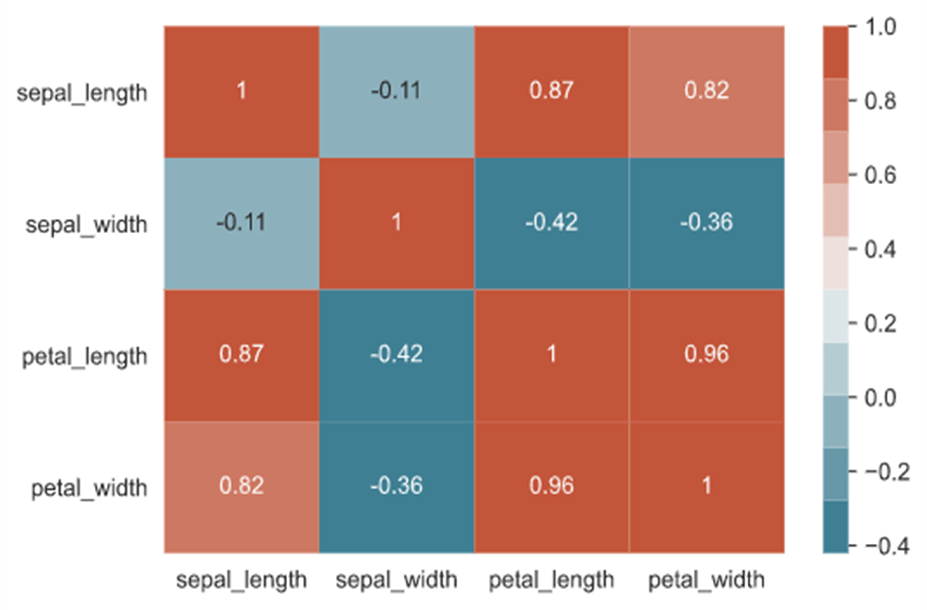 sepal_length 1 -0.11 0.87 0.82
sepal_width -0.11 1 -0.42 -0.36
petal_length 0.87 -0.42 1 0.96
petal_width 0.82 -0.36 0.96 1
sepal_length sepal_width petal_length petal_width
1.0
0.8
0.6
0.4
0.2
0.0
−0.2
−0.4